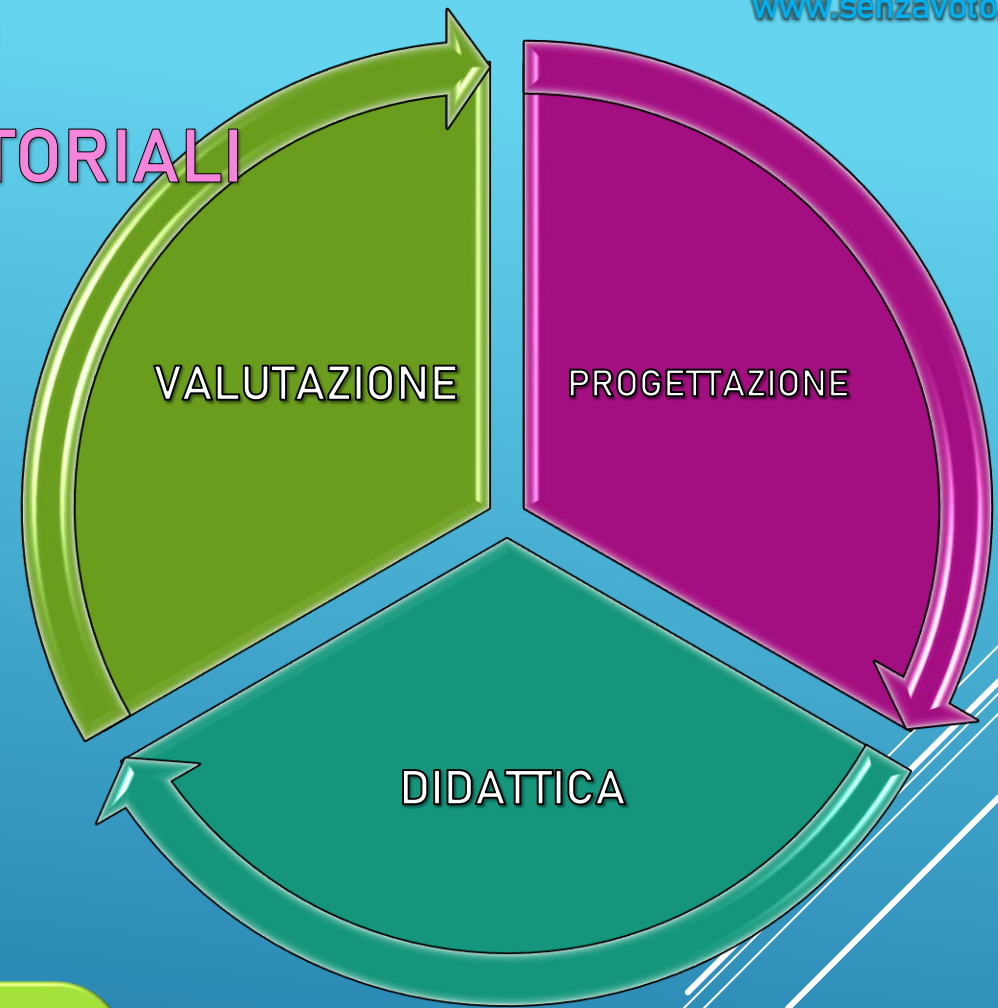 www.senzavoto
TORIALI
VALUTAZIONE
PROGETTAZIONE
DIDATTICA